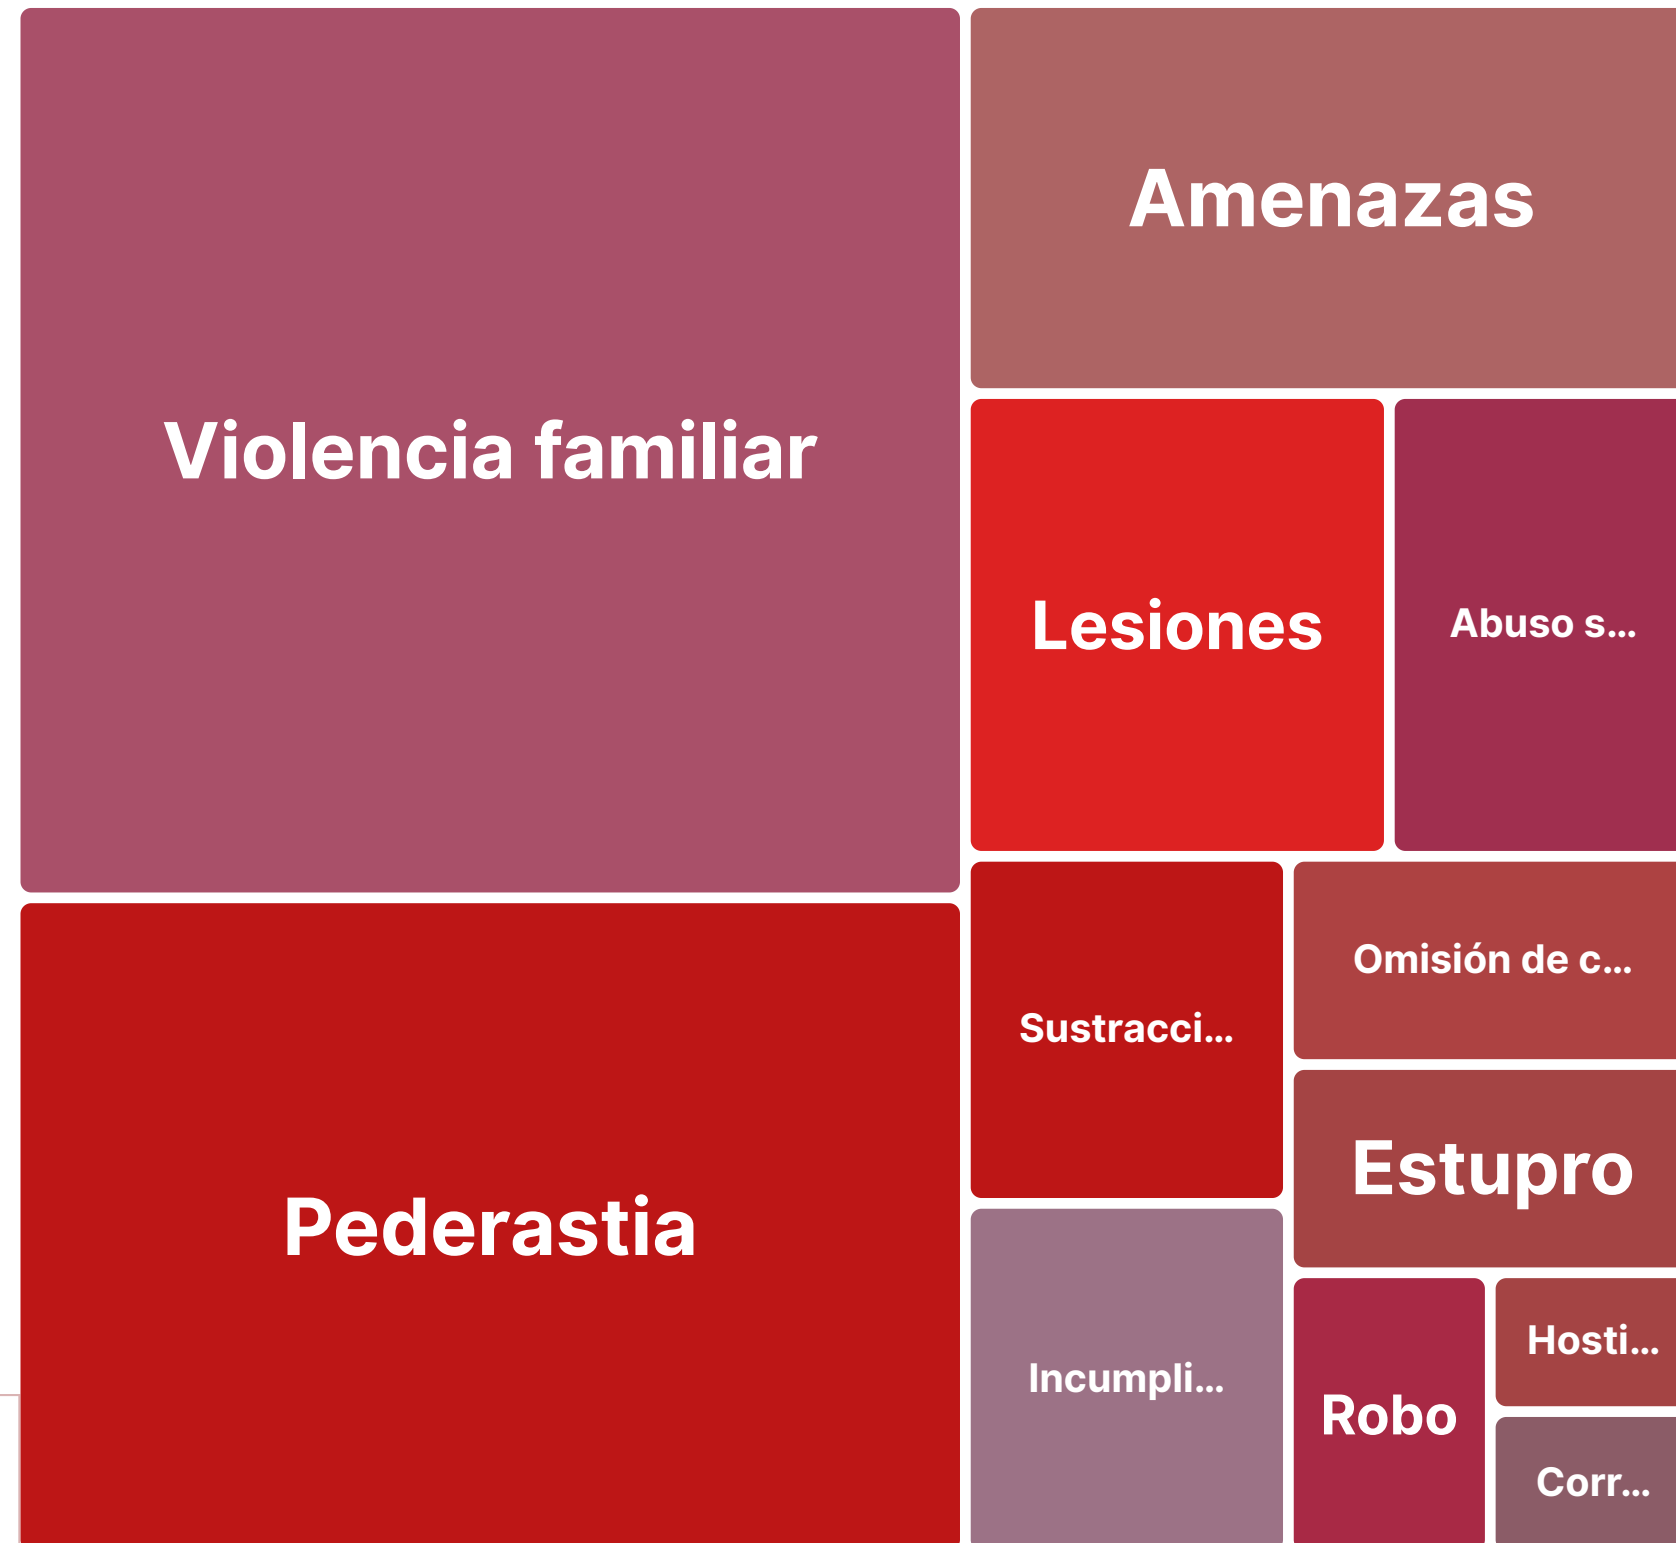 Violencia familiar
Pederastia
Amenazas
Lesiones
Abuso s...
Sustracci...
Omisión de c...
Estupro
Incumpli...
Robo
Hosti...
Corr...